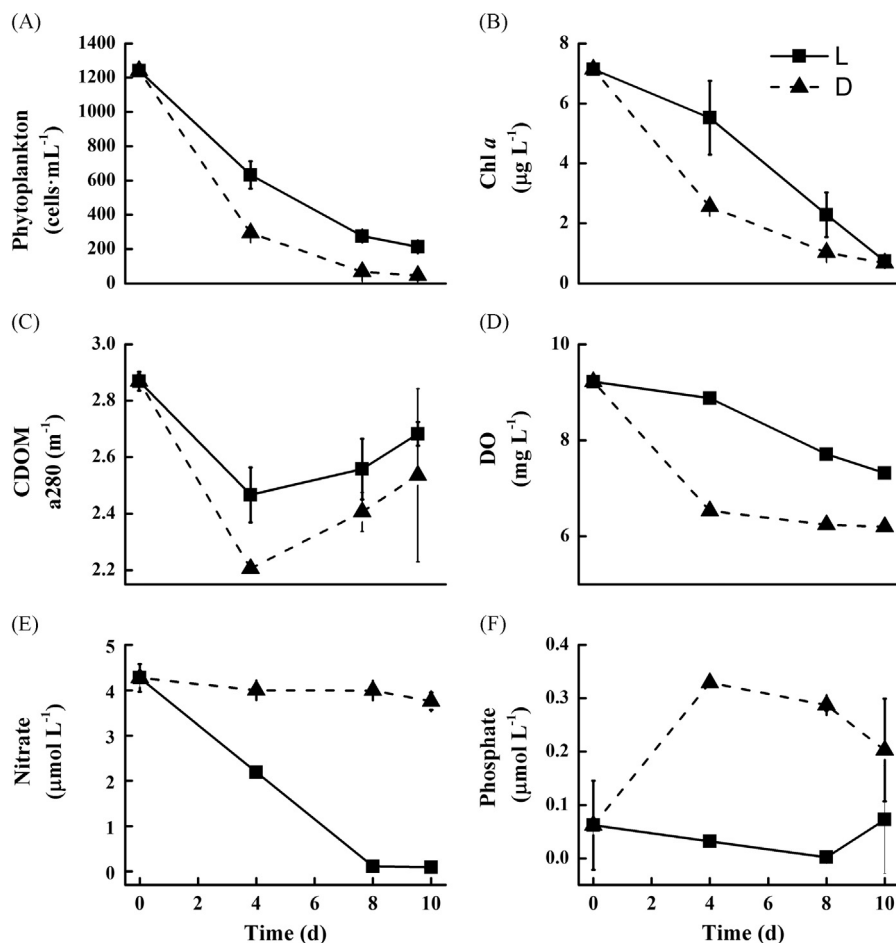 (A)
1400
1200
1000
800
600
400
200
0
Phytoplankton
(cells·mL⁻¹)
(B)
8
6
4
2
0
Chl a
(μg L⁻¹)
L
D
(C)
3.0
2.8
2.6
2.4
2.2
CDOM
a280 (m⁻¹)
(D)
10
8
6
DO
(mg L⁻¹)
(E)
5
4
3
2
1
0
Nitrate
(μmol L⁻¹)
0 2 4 6 8 10
Time (d)
(F)
0.4
0.3
0.2
0.1
0.0
Phosphate
(μmol L⁻¹)
0 2 4 6 8 10
Time (d)